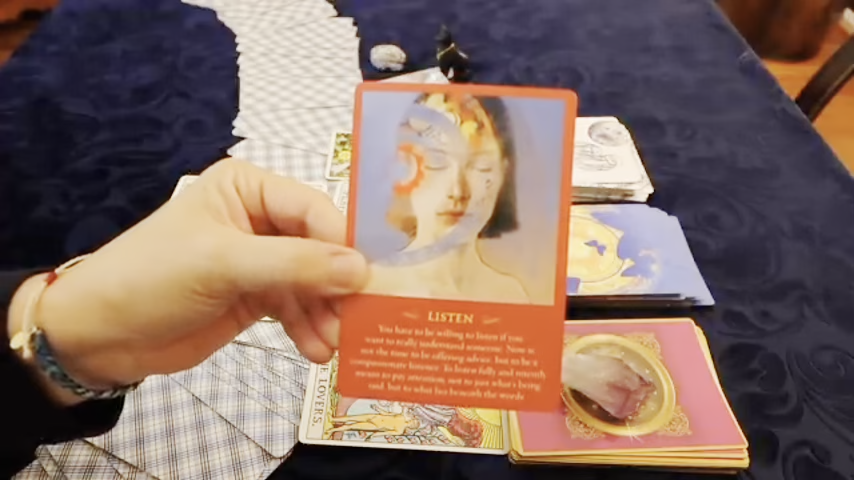 LISTEN
You have to be willing to listen if you
want to really understand someone. Now is
not the time to be offering advice, but to be a
compassionate listener. To listen fully and intently
means to pay attention, not to just what's being
said, but to what lies beneath the words
THE LOVERS.